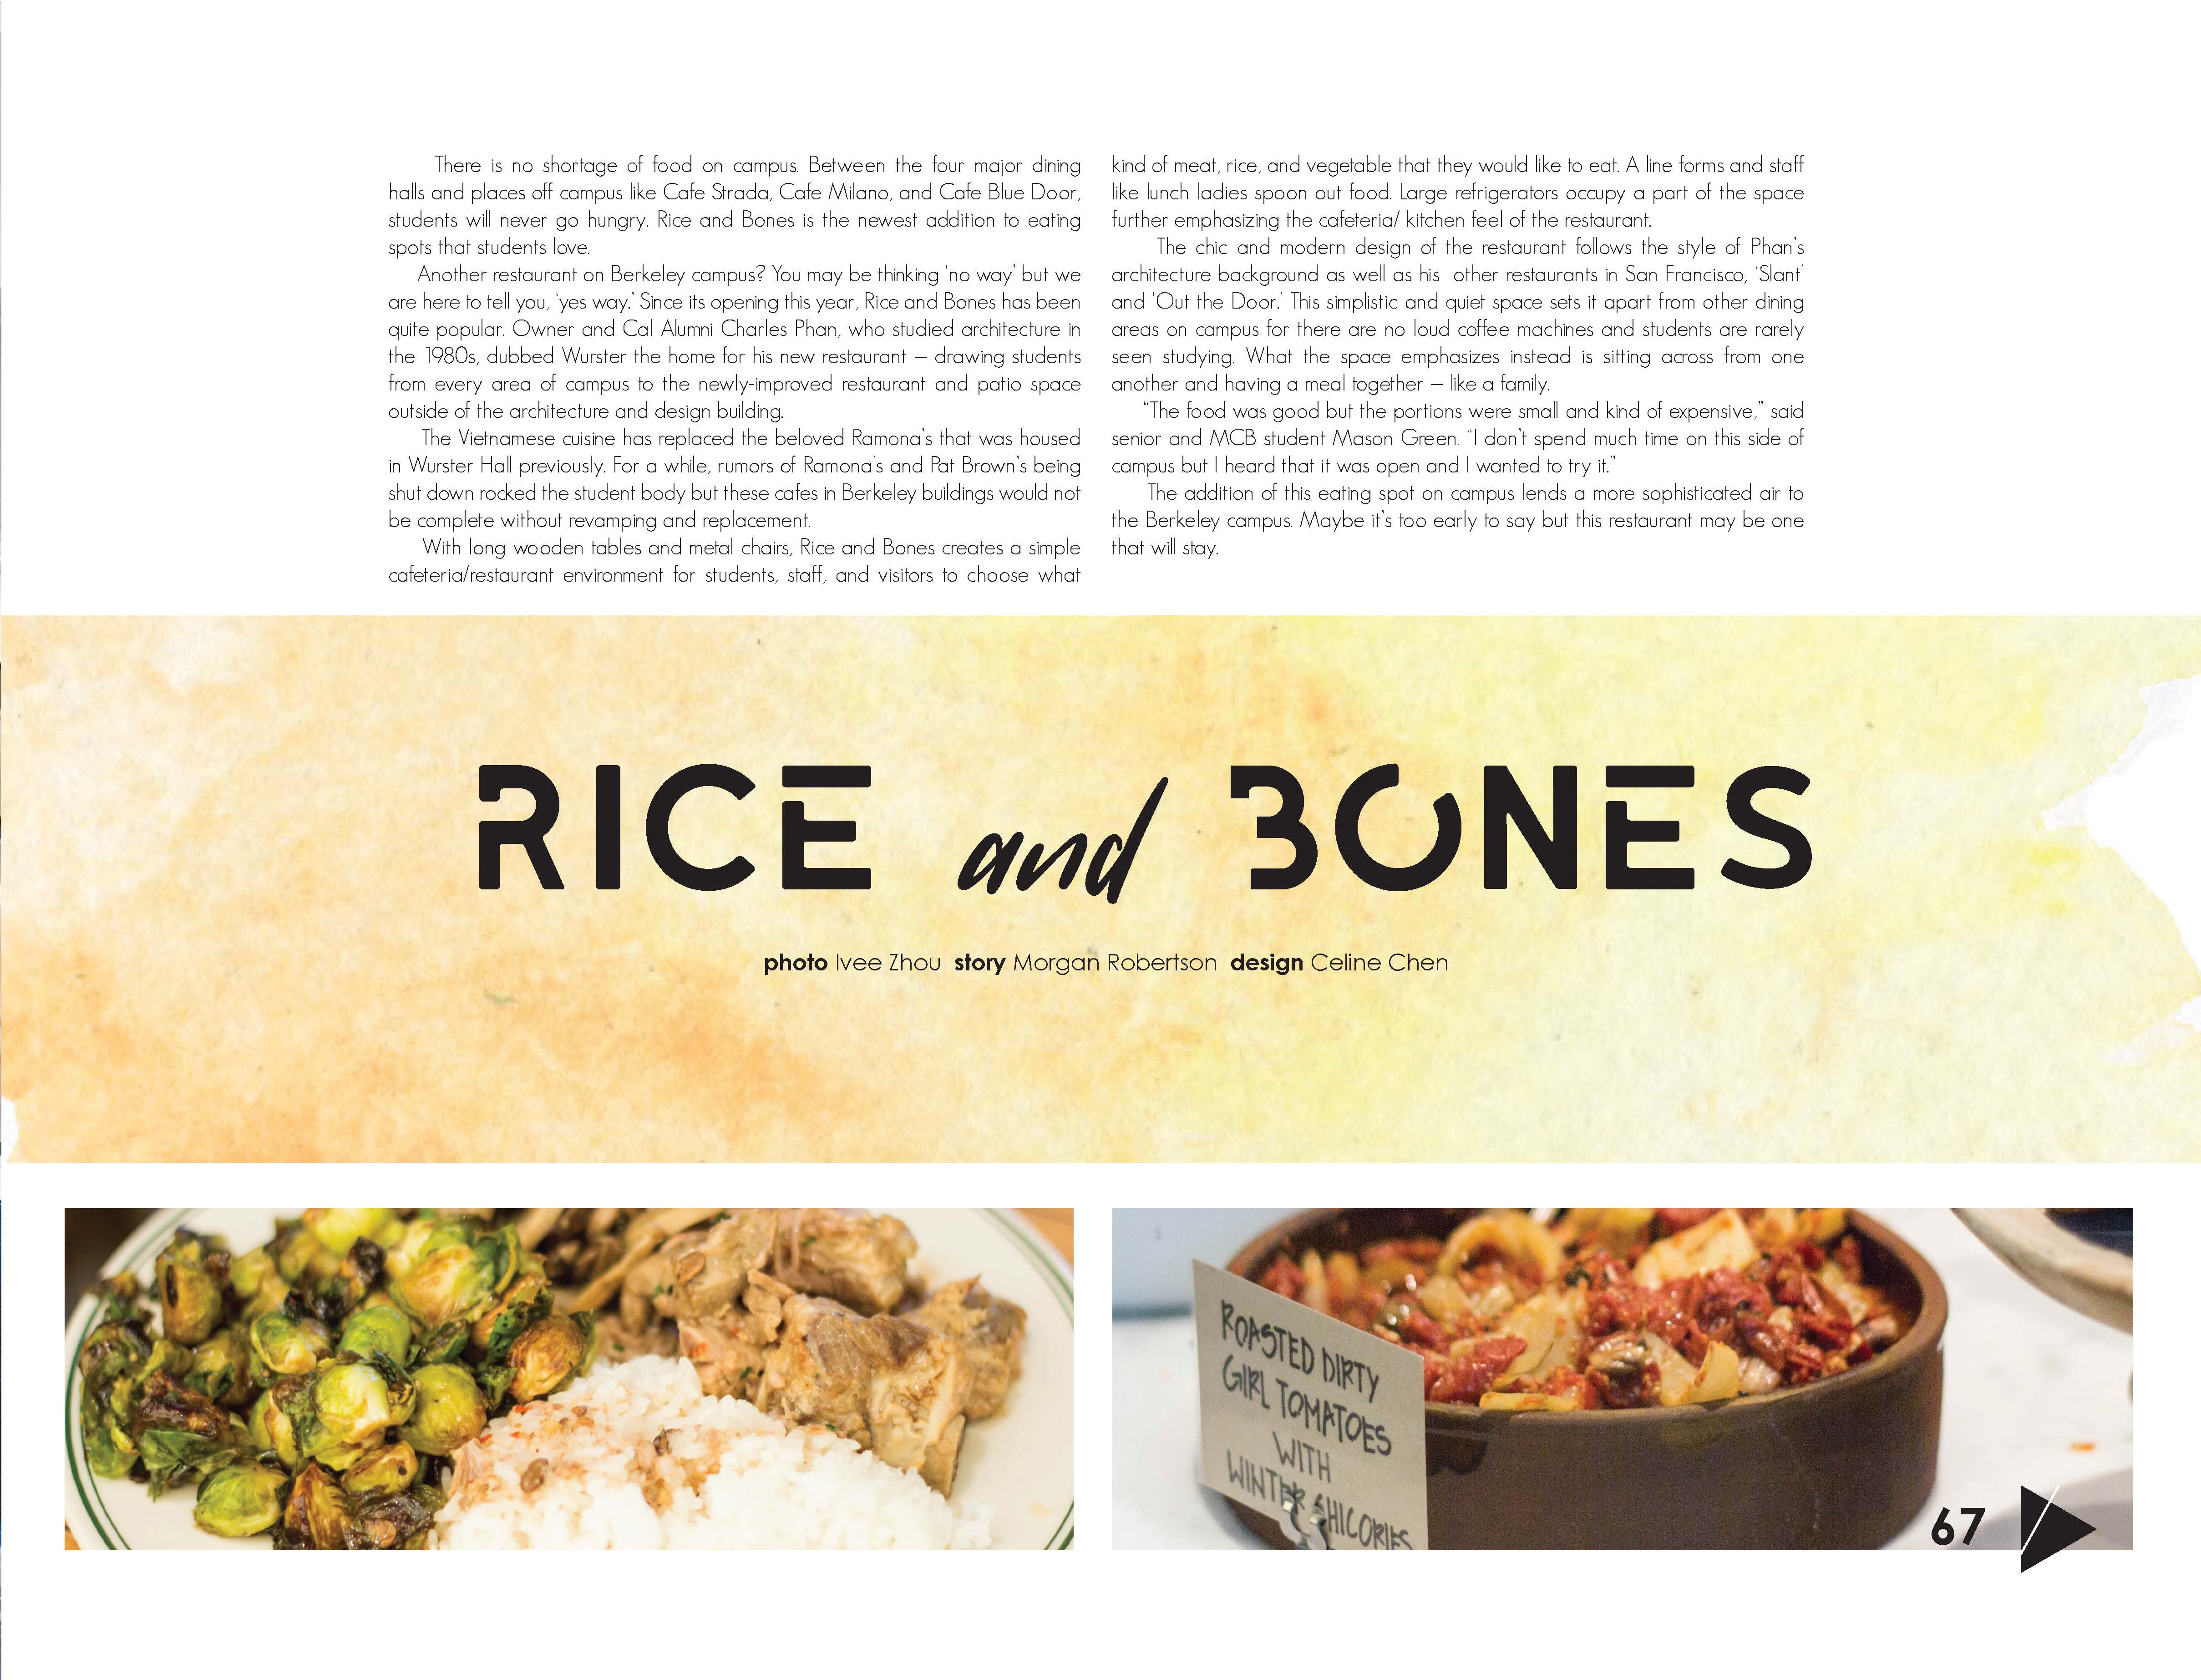 There is no shortage of food on campus. Between the four major dining
halls and places off campus like Cafe Strada, Cafe Milano, and Cafe Blue Door,
students will never go hungry. Rice and Bones is the newest addition to eating
spots that students love.
Another restaurant on Berkeley campus? You may be thinking ‘no way’ but we
are here to tell you, ‘yes way.’ Since its opening this year, Rice and Bones has been
quite popular. Owner and Cal Alumni Charles Phan, who studied architecture in
the 1980s, dubbed Wurster the home for his new restaurant – drawing students
from every area of campus to the newly-improved restaurant and patio space
outside of the architecture and design building.
The Vietnamese cuisine has replaced the beloved Ramona’s that was housed
in Wurster Hall previously. For a while, rumors of Ramona’s and Pat Brown’s being
shut down rocked the student body but these cafes in Berkeley buildings would not
be complete without revamping and replacement.
With long wooden tables and metal chairs, Rice and Bones creates a simple
cafeteria/restaurant environment for students, staff, and visitors to choose what
kind of meat, rice, and vegetable that they would like to eat. A line forms and staff
like lunch ladies spoon out food. Large refrigerators occupy a part of the space
further emphasizing the cafeteria/ kitchen feel of the restaurant.
The chic and modern design of the restaurant follows the style of Phan’s
architecture background as well as his other restaurants in San Francisco, ‘Slant’
and ‘Out the Door.’ This simplistic and quiet space sets it apart from other dining
areas on campus for there are no loud coffee machines and students are rarely
seen studying. What the space emphasizes instead is sitting across from one
another and having a meal together – like a family.
“The food was good but the portions were small and kind of expensive,” said
senior and MCB student Mason Green. “I don’t spend much time on this side of
campus but I heard that it was open and I wanted to try it.”
The addition of this eating spot on campus lends a more sophisticated air to
the Berkeley campus. Maybe it’s too early to say but this restaurant may be one
that will stay.
RICE and BONES
photo Ivee Zhou story Morgan Robertson design Celine Chen
ROASTED DIRTY
GIRL TOMATOES
WITH
WINTER CHICORIES
67